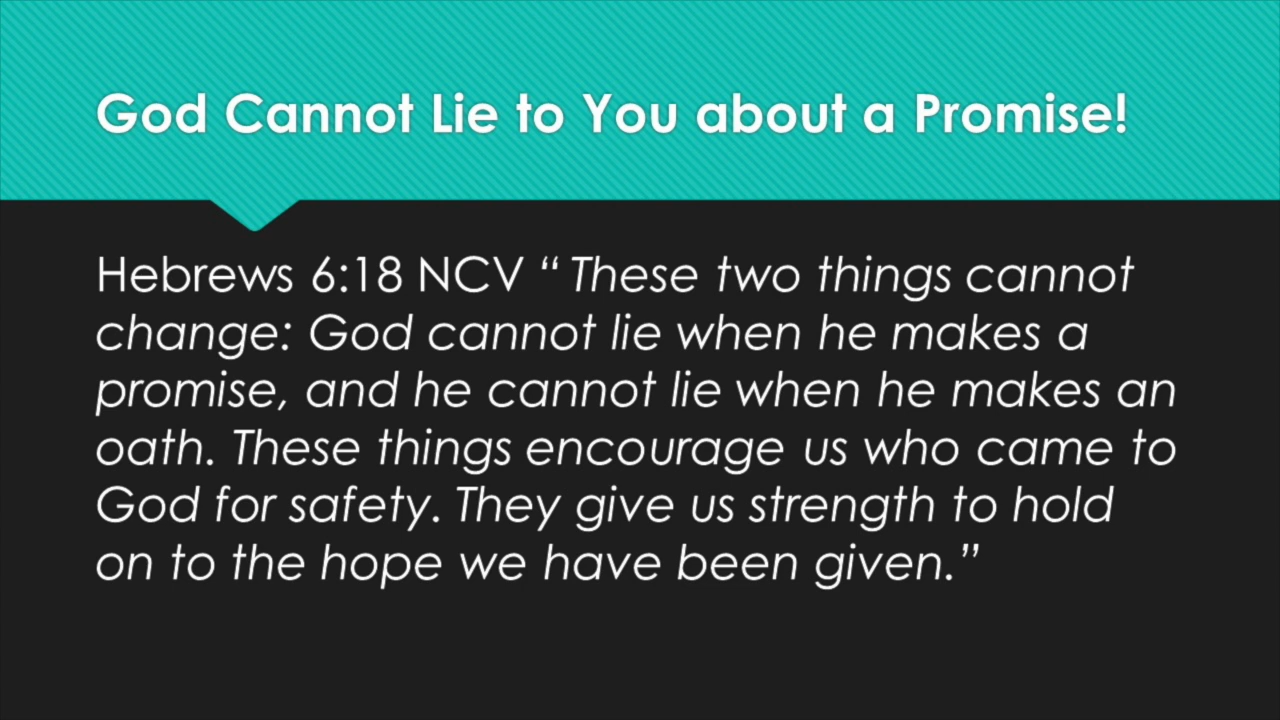 God Cannot Lie to You about a Promise!
Hebrews 6:18 NCV “ These two things cannot
change: God cannot lie when he makes a
promise, and he cannot lie when he makes an
oath. These things encourage us who came to
God for safety. They give us strength to hold
on to the hope we have been given.”